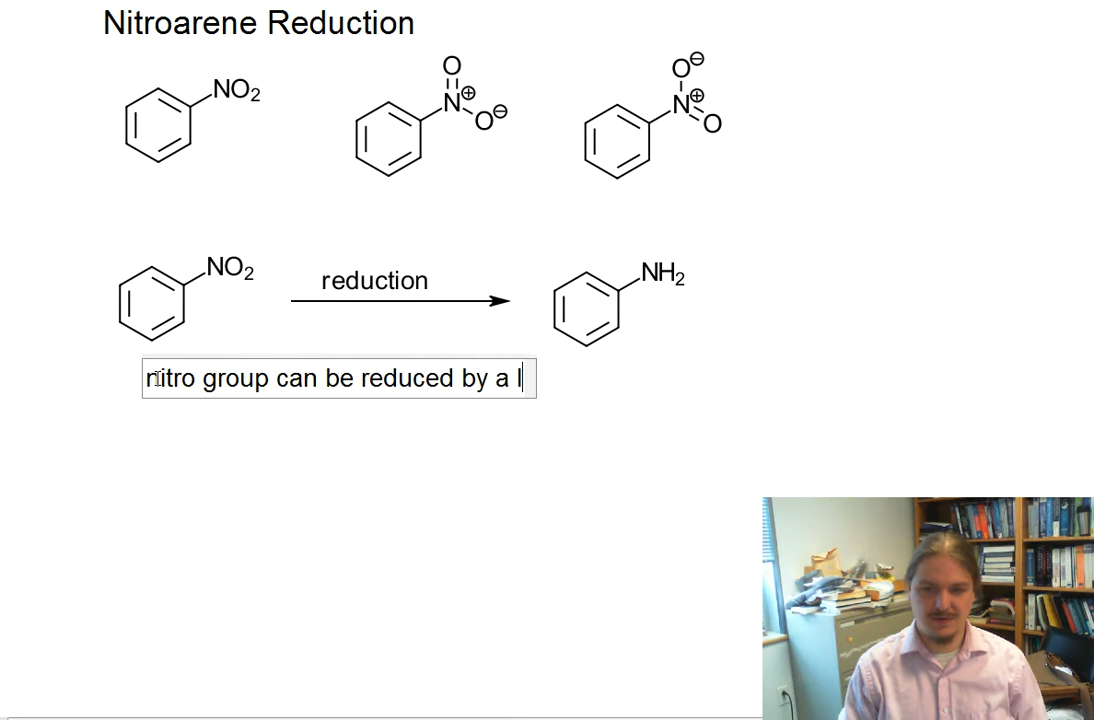 Nitroarene Reduction
NO2
O
N⊕
O⊖
O⊖
N⊕
O
NO2
reduction
NH2
nitro group can be reduced by a l